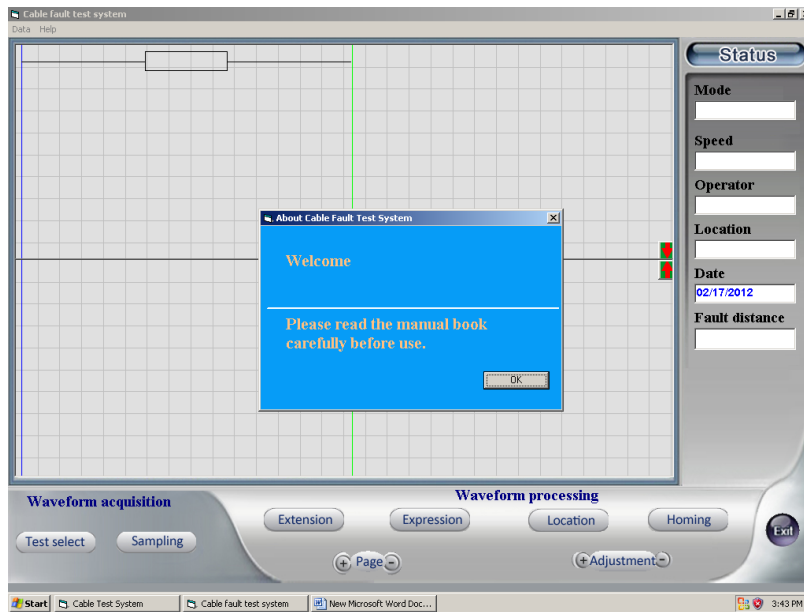 Cable fault test system
Data Help
Status
Mode
Speed
Operator
Location
Date
02/17/2012
Fault distance
About Cable Fault Test System
Welcome
Please read the manual book
carefully before use.
OK
Waveform acquisition
Test select
Sampling
Waveform processing
Extension
Expression
Location
Homing
+ Page -
+ Adjustment -
Exit
Start
Cable Test System
Cable fault test system
New Microsoft Word Doc...
3:43 PM